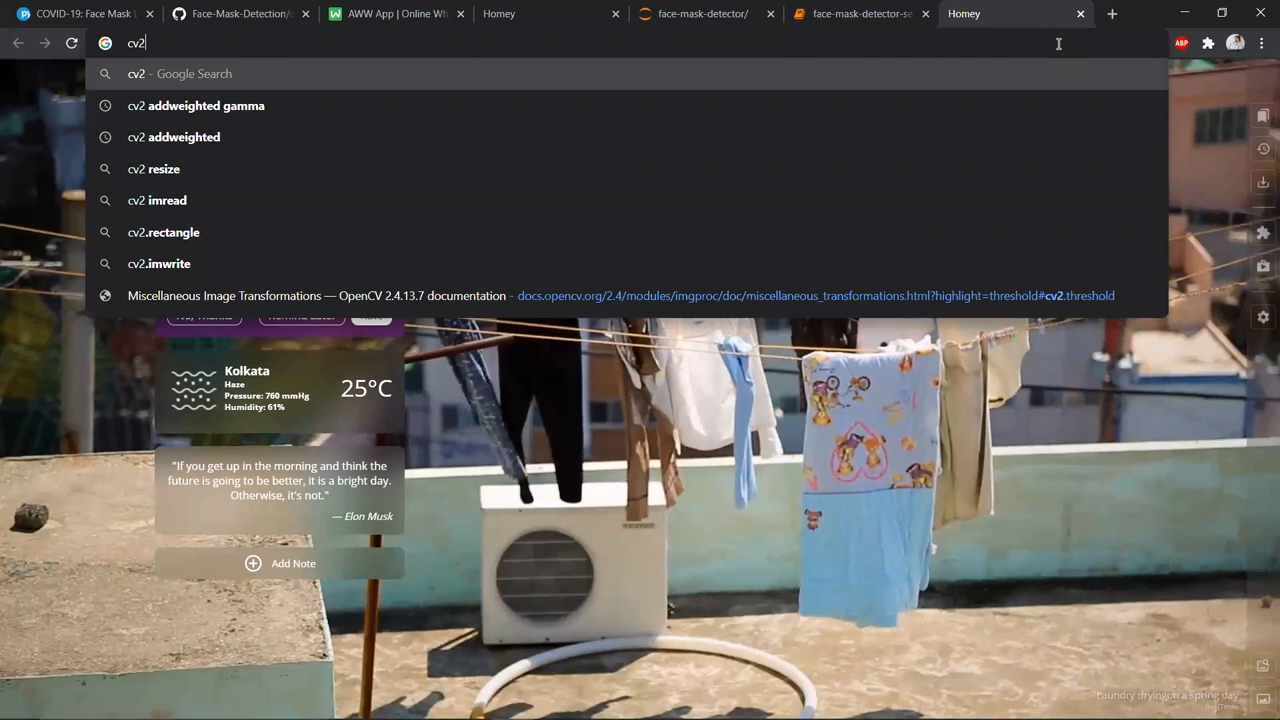 COVID-19: Face Mask
Face-Mask-Detection/
AWW App | Online Wh
Homey
face-mask-detector/
face-mask-detector-se
Homey
cv2
ABP
cv2 - Google Search
cv2 addweighted gamma
cv2 addweighted
cv2 resize
cv2 imread
cv2.rectangle
cv2.imwrite
Miscellaneous Image Transformations — OpenCV 2.4.13.7 documentation - docs.opencv.org/2.4/modules/imgproc/doc/miscellaneous_transformations.html?highlight=threshold#cv2.threshold
Kolkata
Haze
Pressure: 760 mmHg
Humidity: 61%
25°C
"If you get up in the morning and think the
future is going to be better, it is a bright day.
Otherwise, it's not."
— Elon Musk
Add Note
Laundry dryingon a spring day